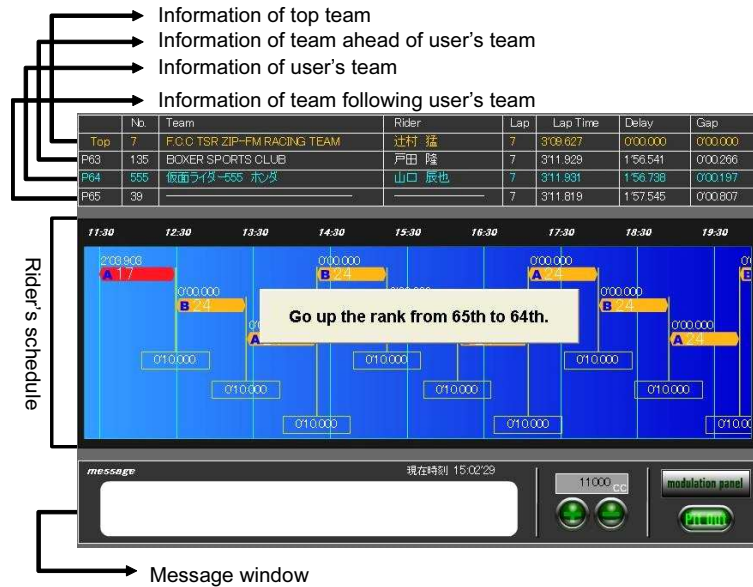 Information of top team
Information of team ahead of user's team
Information of user's team
Information of team following user's team
No. Team Rider Lap Lap Time Delay Gap
Top 7 F.C.C TSR ZIP-FM RACING TEAM 辻村 猛 7 3'09.627 0'00.000 0'00.000
P63 135 BOXER SPORTS CLUB 戸田 隆 7 3'11.929 1'56.541 0'00.266
P64 555 仮面ライダー555 ホンダ 山口 辰也 7 3'11.931 1'56.738 0'00.197
P65 39 7 3'11.819 1'57.545 0'00.807
Rider's schedule
11:30 12:30 13:30 14:30 15:30 16:30 17:30 18:30 19:30
2'03.903 0'00.000 0'00.000
A 17 B 24 A 24 B
0'00.000 0'00.000
B 24 B 24
0'00.000
A A 24
Go up the rank from 65th to 64th.
0'10.000 0'10.000 0'10.000
0'10.000 0'10.000 0'10.000
0'10.000 0'10.000
message 現在時刻 15:02'29
11000 cc
modulation panel
Message window